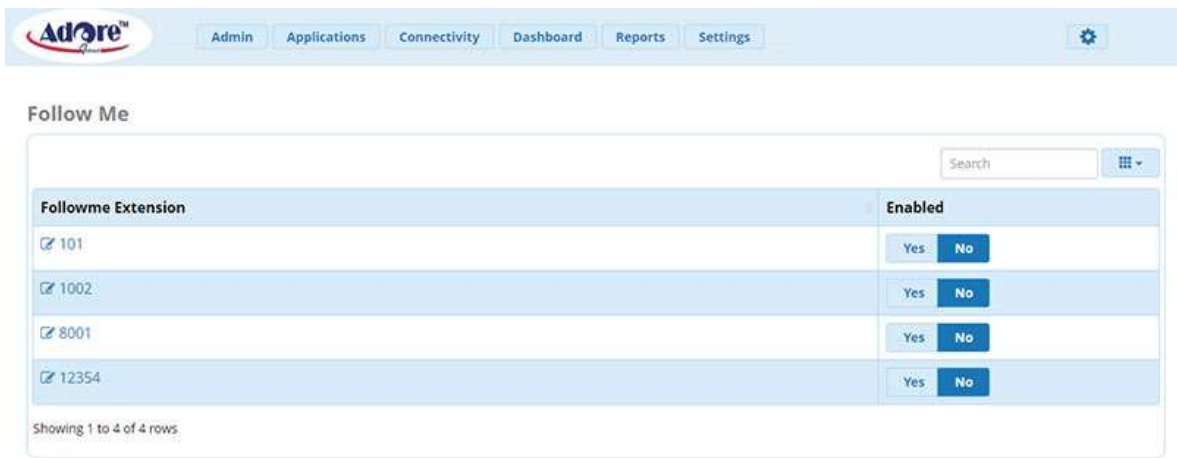 Adore™
Admin Applications Connectivity Dashboard Reports Settings
Follow Me
Search
Followme Extension Enabled
101 Yes No
1002 Yes No
8001 Yes No
12354 Yes No
Showing 1 to 4 of 4 rows